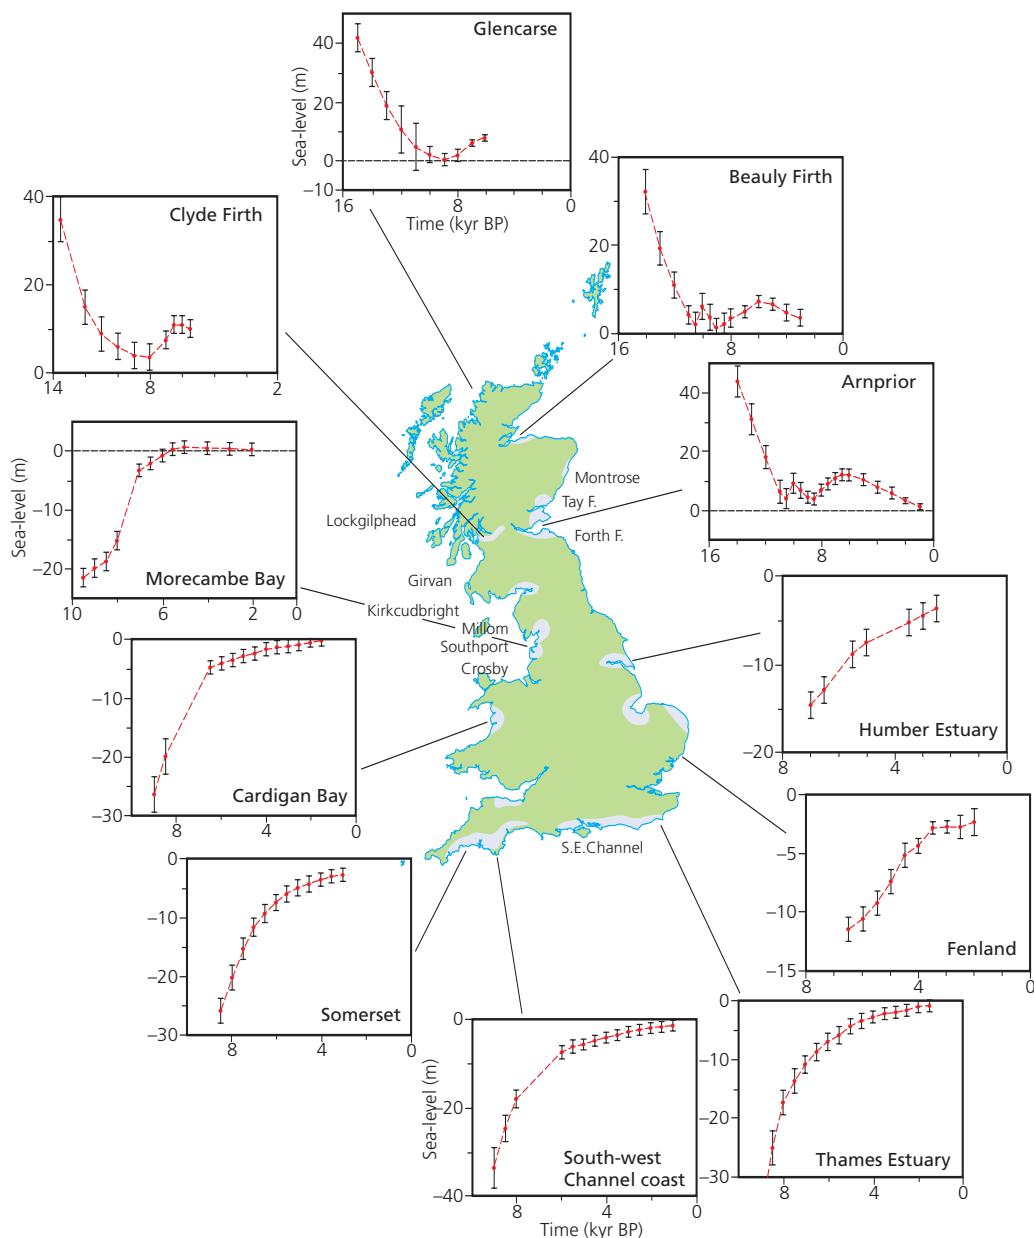 Glencarse
Sea-level (m)
40
20
0
−10
16
8
0
Time (kyr BP)
Beauly Firth
40
20
0
16
8
0
Clyde Firth
40
20
0
14
8
2
Arnprior
40
20
0
16
8
0
Morecambe Bay
Sea-level (m)
0
−10
−20
10
8
6
4
2
0
Montrose
Tay F.
Lockgilphead
Forth F.
Girvan
Kirkcudbright
Millom
Southport
Crosby
S.E.Channel
Humber Estuary
0
−10
−20
8
4
0
Cardigan Bay
0
−10
−20
−30
8
4
0
Fenland
0
−5
−10
−15
8
4
0
Somerset
0
−10
−20
−30
8
4
0
South-west
Channel coast
Sea-level (m)
0
−20
−40
8
4
0
Time (kyr BP)
Thames Estuary
0
−10
−20
−30
8
4
0